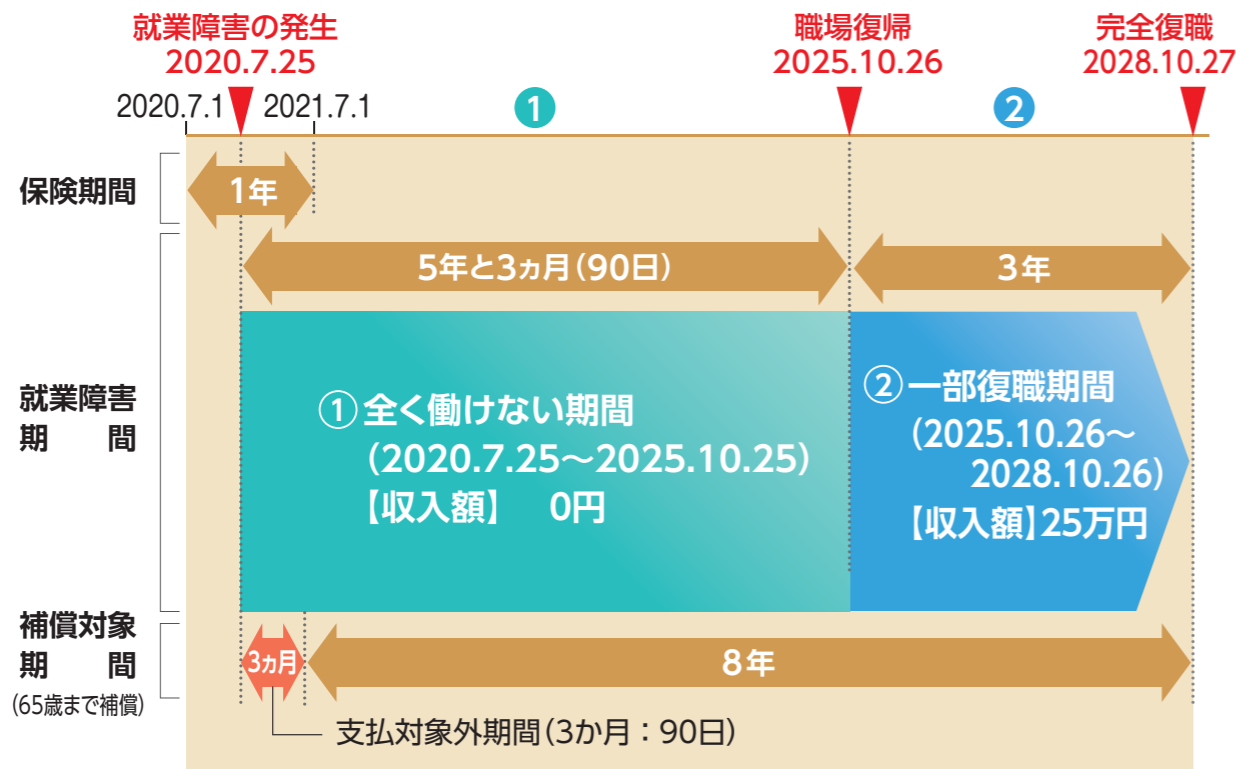 就業障害の発生
2020.7.25
職場復帰
2025.10.26
完全復職
2028.10.27
2020.7.1
2021.7.1
1
2
保険期間
1年
5年と3ヵ月(90日)
3年
就業障害
期　　間
①全く働けない期間
(2020.7.25～2025.10.25)
【収入額】　0円
②一部復職期間
(2025.10.26～
2028.10.26)
【収入額】25万円
補償対象
期　　間
(65歳まで補償)
3ヵ月
8年
支払対象外期間(3か月：90日)